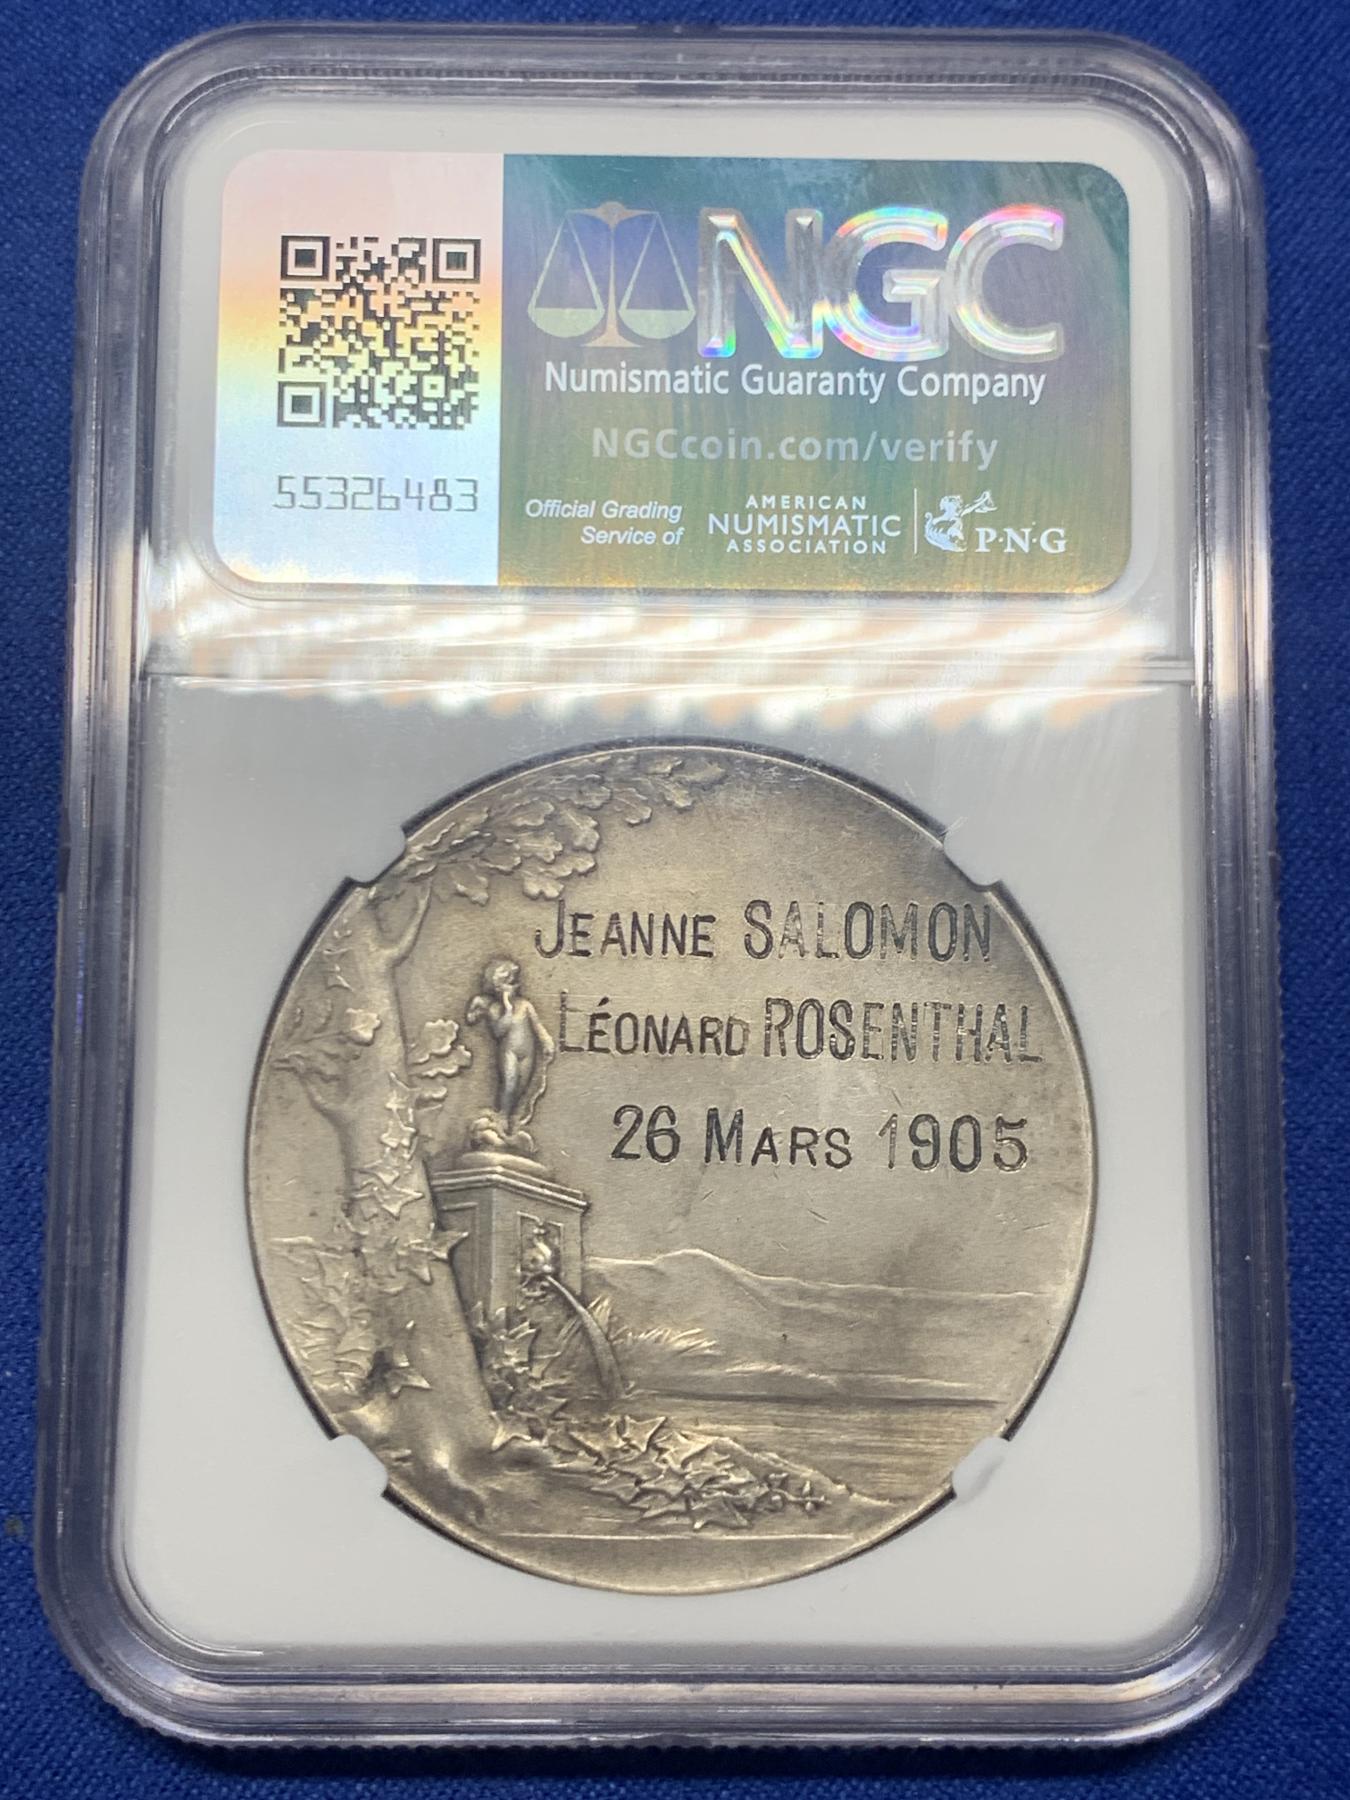 NGC
Numismatic Guaranty Company
NGCcoin.com/verify
55326483
Official Grading
Service of
AMERICAN
NUMISMATIC
ASSOCIATION
P·N·G
JEANNE SALOMON
LÉONARD ROSENTHAL
26 MARS 1905